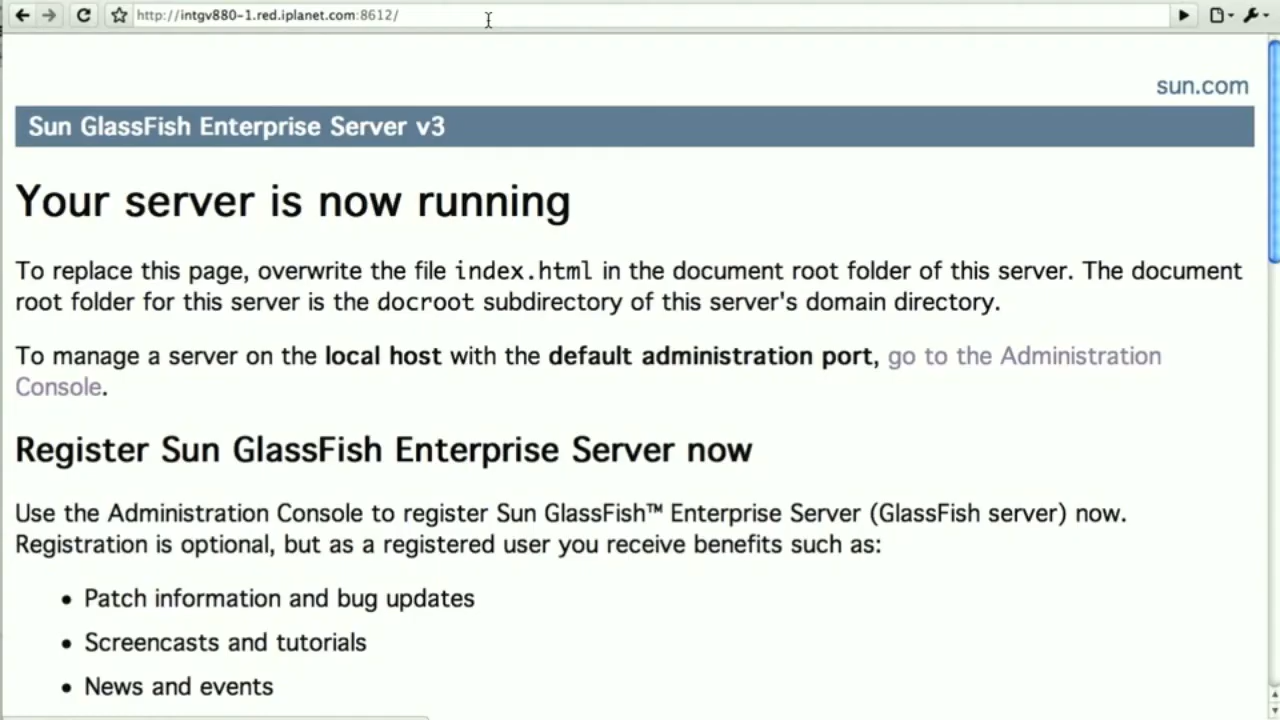 http://intgv880-1.red.iplanet.com:8612/
sun.com
Sun GlassFish Enterprise Server v3
Your server is now running
To replace this page, overwrite the file index.html in the document root folder of this server. The document
root folder for this server is the docroot subdirectory of this server's domain directory.
To manage a server on the local host with the default administration port, go to the Administration
Console.
Register Sun GlassFish Enterprise Server now
Use the Administration Console to register Sun GlassFish™ Enterprise Server (GlassFish server) now.
Registration is optional, but as a registered user you receive benefits such as:
• Patch information and bug updates
• Screencasts and tutorials
• News and events